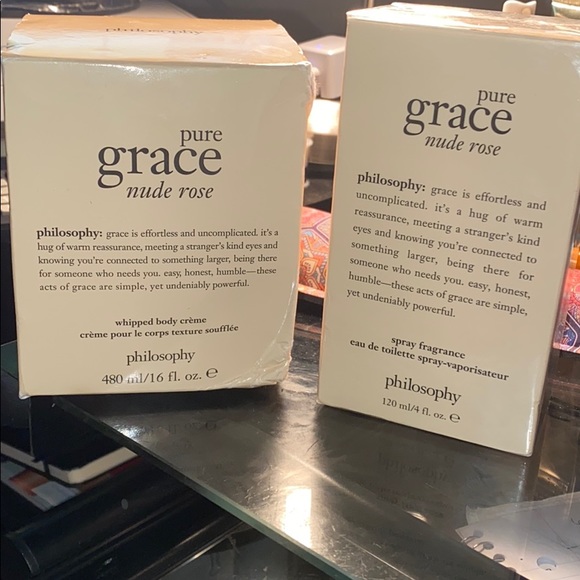 philosophy
pure
grace
nude rose
philosophy: grace is effortless and uncomplicated. it's a
hug of warm reassurance, meeting a stranger's kind eyes and
knowing you're connected to something larger, being there
for someone who needs you. easy, honest, humble—these
acts of grace are simple, yet undeniably powerful.
whipped body crème
crème pour le corps texture soufflée
philosophy
480 ml/16 fl. oz. ℮
pure
grace
nude rose
philosophy: grace is effortless and
uncomplicated. it's a hug of warm
reassurance, meeting a stranger's kind
eyes and knowing you're connected to
something larger, being there for
someone who needs you. easy, honest,
humble—these acts of grace are simple,
yet undeniably powerful.
spray fragrance
eau de toilette spray-vaporisateur
philosophy
120 ml/4 fl. oz. ℮